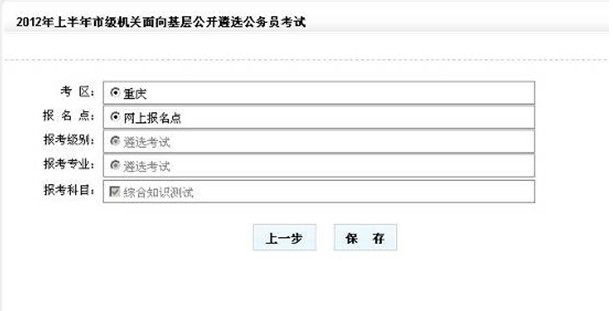 2012年上半年市级机关面向基层公开遴选公务员考试
考 区： 重庆
报 名 点： 网上报名点
报考级别： 遴选考试
报考专业： 遴选考试
报考科目： 综合知识测试
上一步 保 存